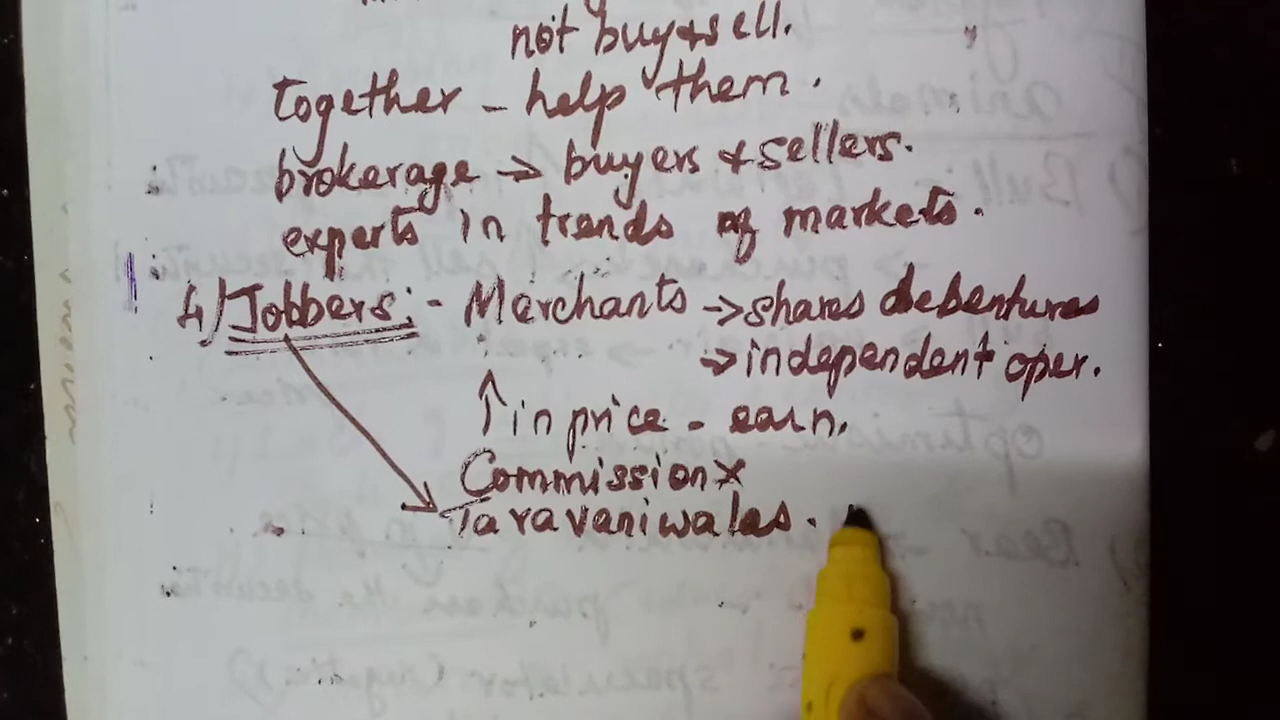 not buy & sell.
together - help them.
brokerage → buyers & sellers.
experts in trends of markets.
4) Jobbers :- Merchants → shares debentures
→ independent oper.
↑ in price - earn.
Commission x
Taravaniwalas.